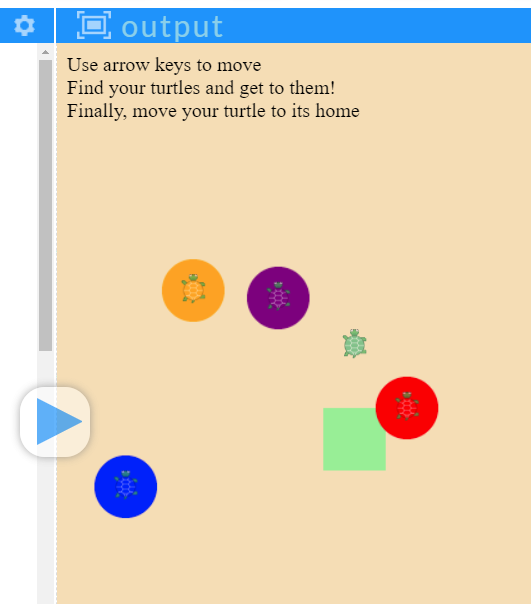 output
Use arrow keys to move
Find your turtles and get to them!
Finally, move your turtle to its home